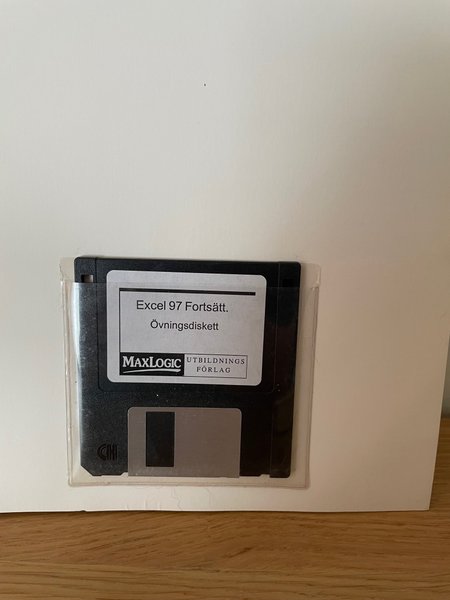 Excel 97 Fortsätt.
Övningsdiskett
MAXLOGIC UTBILDNINGS
FÖRLAG